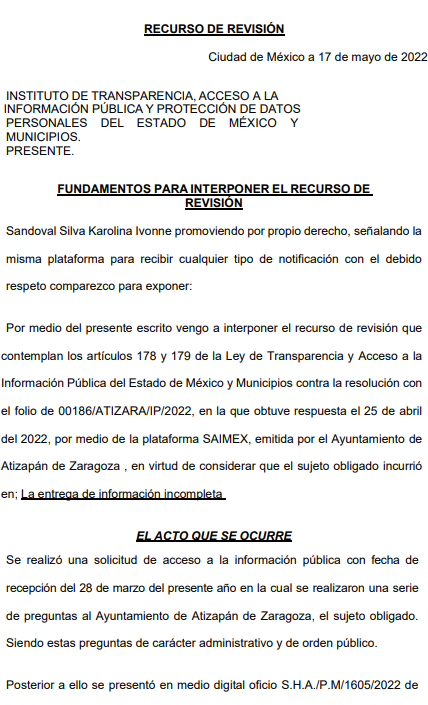 RECURSO DE REVISIÓN
Ciudad de México a 17 de mayo de 2022
INSTITUTO DE TRANSPARENCIA, ACCESO A LA
INFORMACIÓN PÚBLICA Y PROTECCIÓN DE DATOS
PERSONALES DEL ESTADO DE MÉXICO Y
MUNICIPIOS.
PRESENTE.
FUNDAMENTOS PARA INTERPONER EL RECURSO DE
REVISIÓN
Sandoval Silva Karolina Ivonne promoviendo por propio derecho, señalando la
misma plataforma para recibir cualquier tipo de notificación con el debido
respeto comparezco para exponer:
Por medio del presente escrito vengo a interponer el recurso de revisión que
contemplan los artículos 178 y 179 de la Ley de Transparencia y Acceso a la
Información Pública del Estado de México y Municipios contra la resolución con
el folio de 00186/ATIZARA/IP/2022, en la que obtuve respuesta el 25 de abril
del 2022, por medio de la plataforma SAIMEX, emitida por el Ayuntamiento de
Atizapán de Zaragoza , en virtud de considerar que el sujeto obligado incurrió
en; La entrega de información incompleta
EL ACTO QUE SE OCURRE
Se realizó una solicitud de acceso a la información pública con fecha de
recepción del 28 de marzo del presente año en la cual se realizaron una serie
de preguntas al Ayuntamiento de Atizapán de Zaragoza, el sujeto obligado.
Siendo estas preguntas de carácter administrativo y de orden público.
Posterior a ello se presentó en medio digital oficio S.H.A./P.M/1605/2022 de